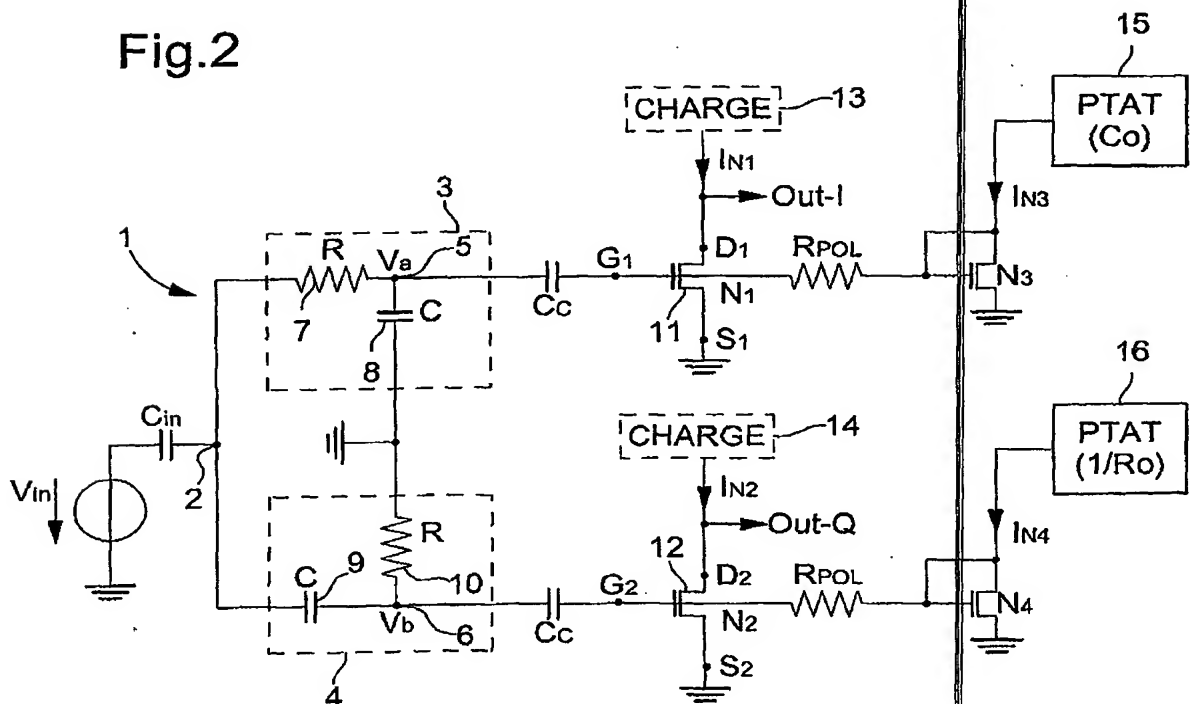 Fig.2
15
PTAT
(Co)
CHARGE
13
IN1
Out-I
IN3
3
1
R
Va
5
7
C
8
Cc
G1
D1
N1
11
S1
RPOL
N3
16
PTAT
(1/Ro)
CHARGE
14
IN2
Out-Q
IN4
Cin
2
Vin
R
10
C
9
Vb
6
4
Cc
G2
12
D2
N2
S2
RPOL
N4